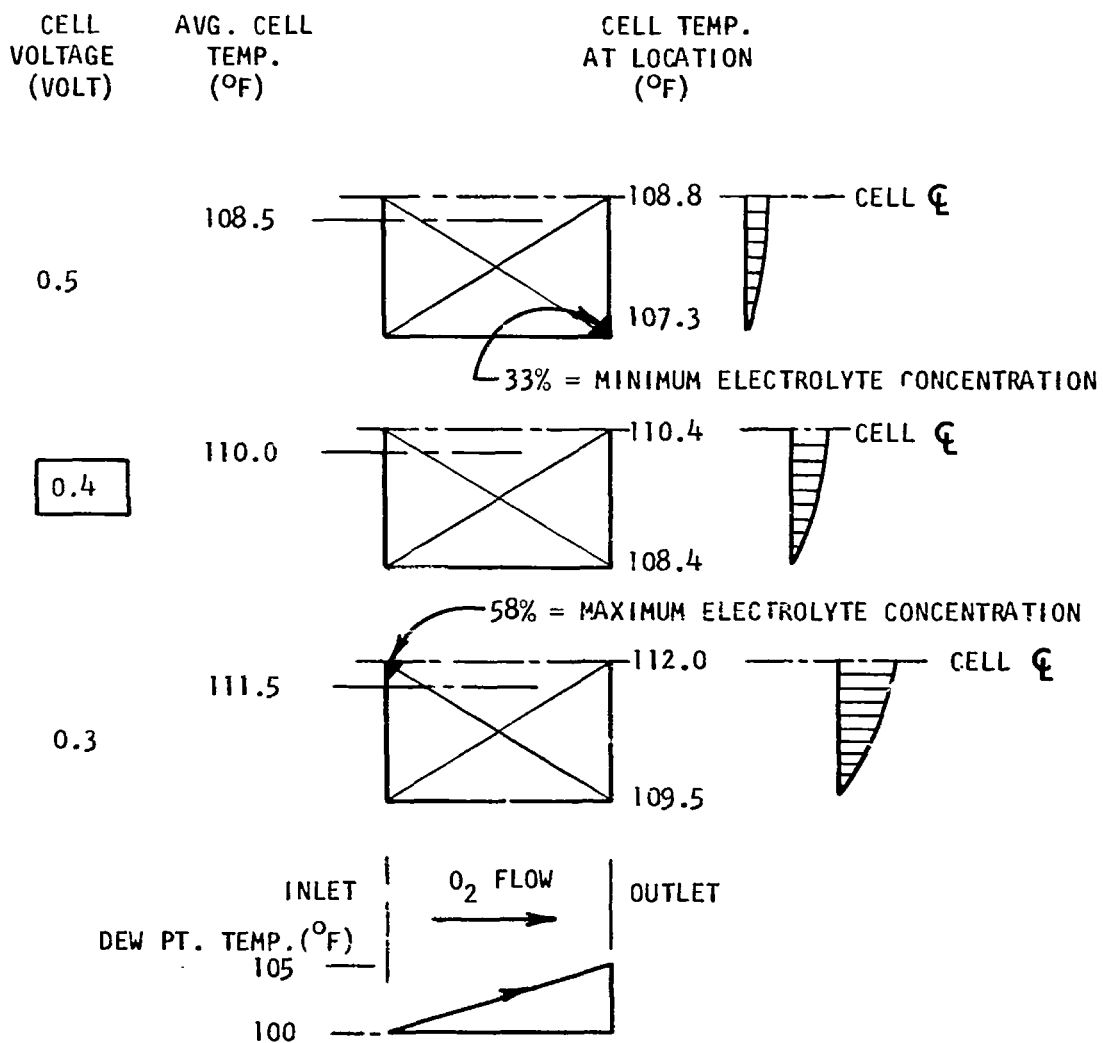 CELL VOLTAGE (VOLT)
AVG. CELL TEMP. (°F)
CELL TEMP. AT LOCATION (°F)
108.8
CELL ℄
108.5
0.5
107.3
33% = MINIMUM ELECTROLYTE CONCENTRATION
110.4
CELL ℄
110.0
0.4
108.4
58% = MAXIMUM ELECTROLYTE CONCENTRATION
112.0
CELL ℄
111.5
0.3
109.5
INLET
O₂ FLOW
OUTLET
DEW PT. TEMP.(°F)
105
100